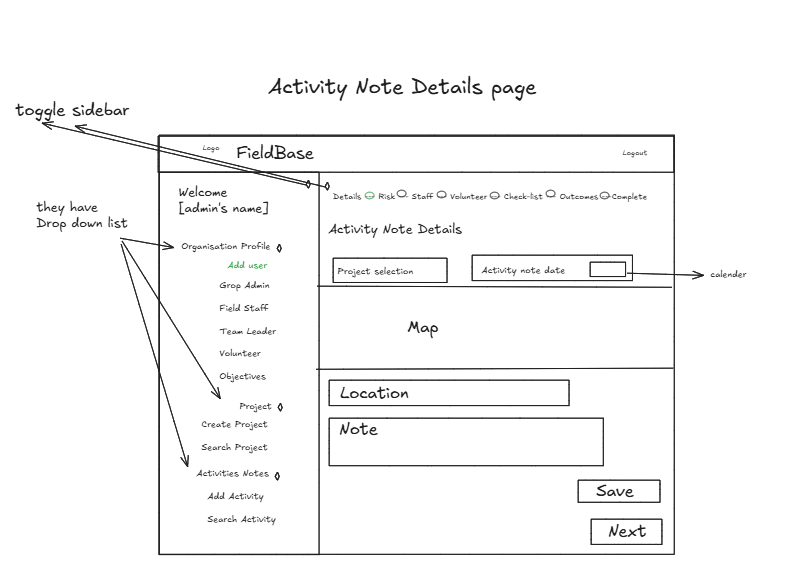 Activity Note Details page
toggle sidebar
Logo
FieldBase
Logout
they have
Drop down list
Welcome
[admin's name]
Organisation Profile
Add user
Grop Admin
Field Staff
Team Leader
Volunteer
Objectives
Project
Create Project
Search Project
Activities Notes
Add Activity
Search Activity
Details Risk Staff Volunteer Check-list Outcomes Complete
Activity Note Details
Project selection
Activity note date
calender
Map
Location
Note
Save
Next